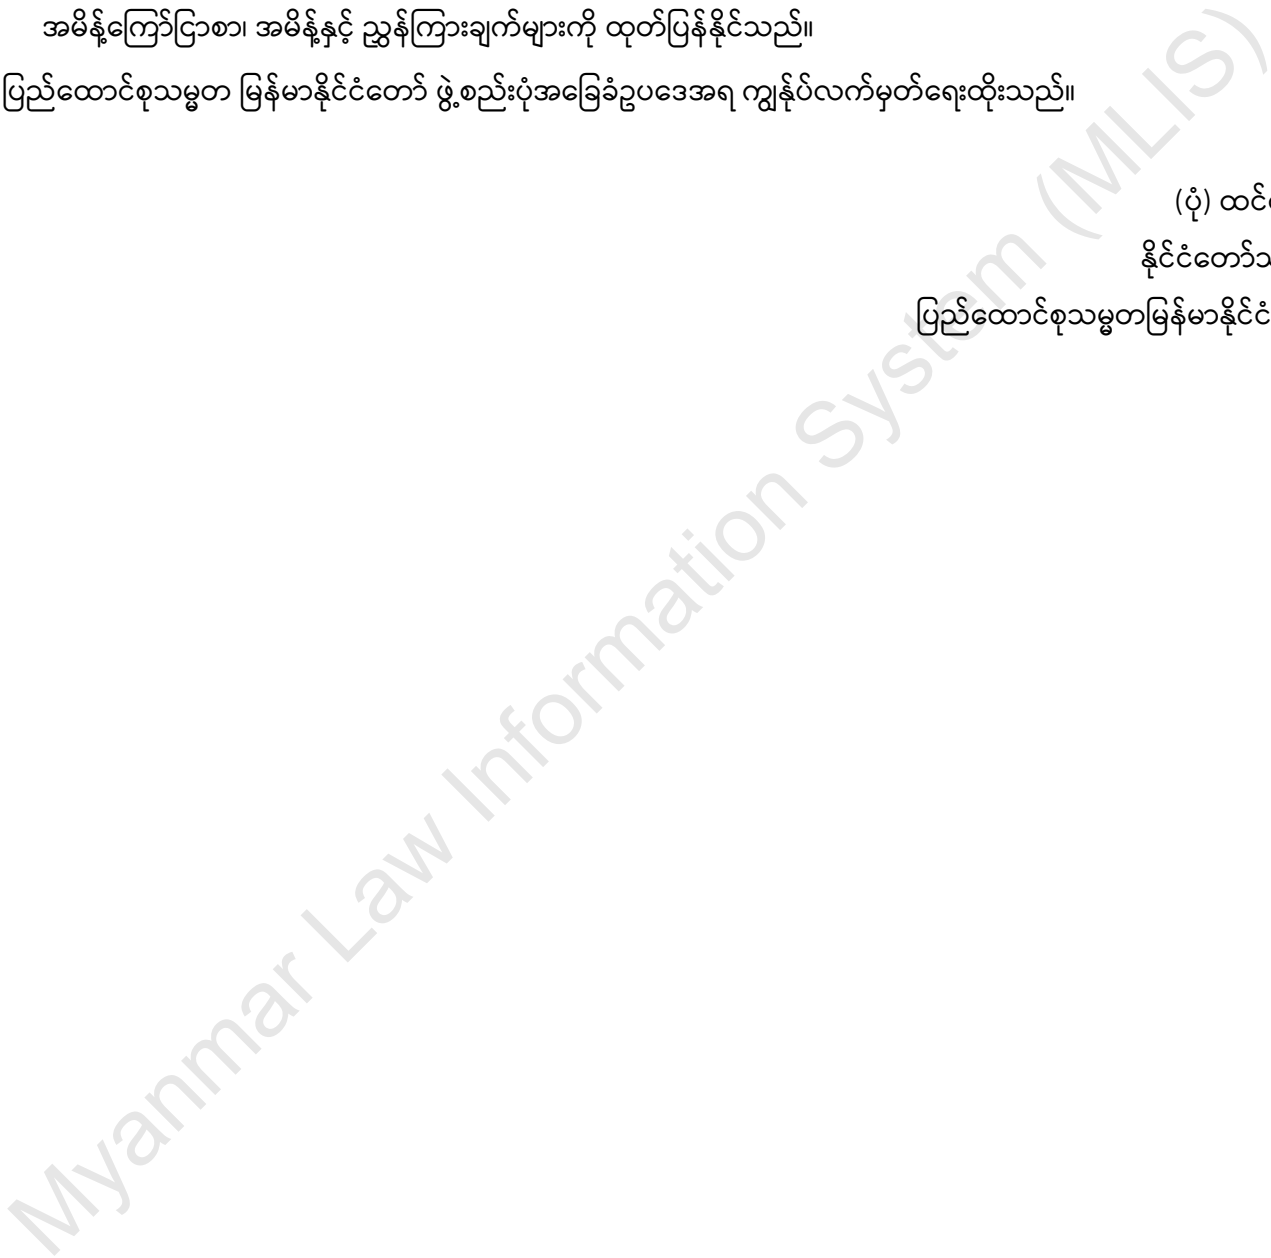 အမိန့်ကြော်ငြာစာ၊ အမိန့်နှင့် ညွှန်ကြားချက်များကို ထုတ်ပြန်နိုင်သည်။
ပြည်ထောင်စုသမ္မတ မြန်မာနိုင်ငံတော် ဖွဲ့စည်းပုံအခြေခံဥပဒေအရ ကျွန်ုပ်လက်မှတ်ရေးထိုးသည်။
(ပုံ) ထင်
နိုင်ငံတော်
ပြည်ထောင်စုသမ္မတမြန်မာနိုင်ငံ
Myanmar Law Information System (MLIS)